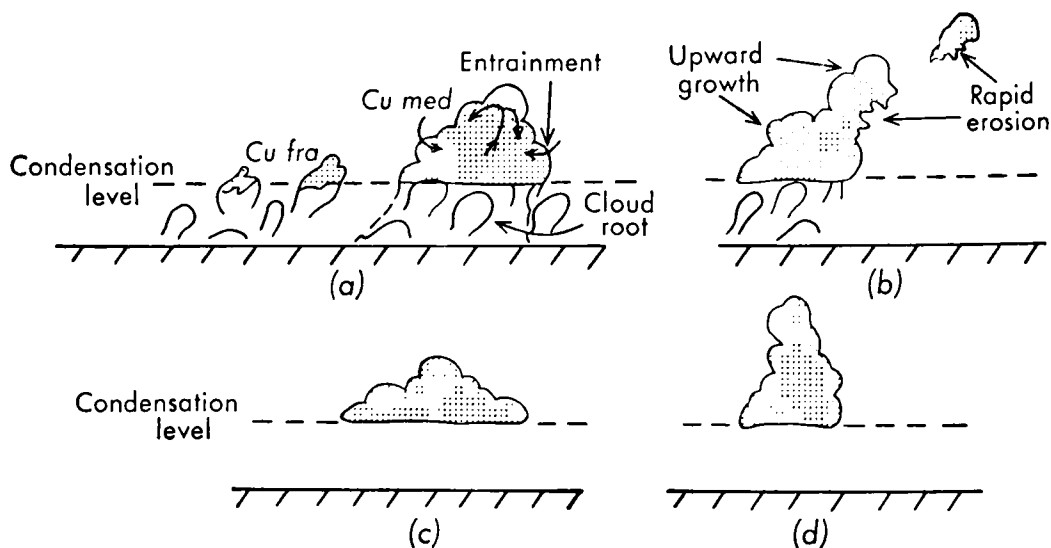 Entrainment
Cu med
Cu fra
Condensation
level
Cloud
root
(a)
Upward
growth
Rapid
erosion
(b)
Condensation
level
(c)
(d)